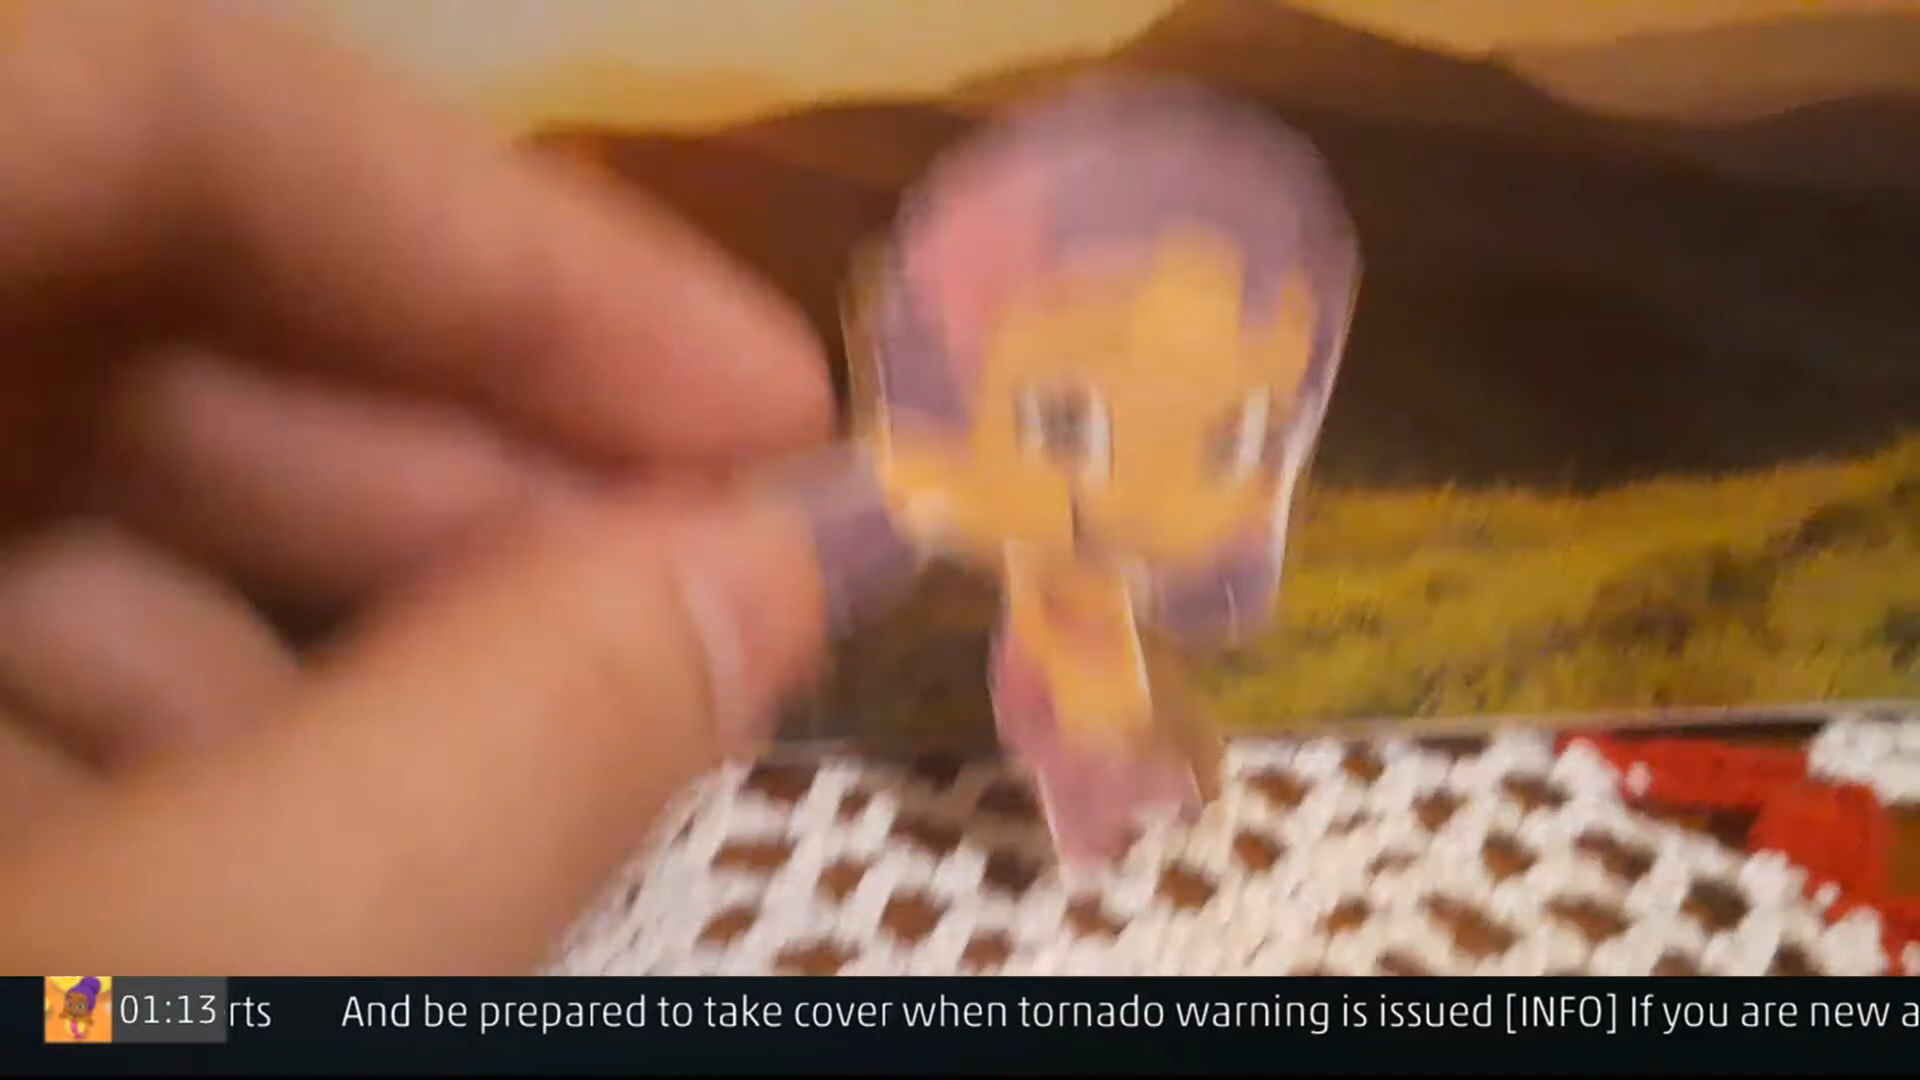 01:13 rts And be prepared to take cover when tornado warning is issued [INFO] If you are new a